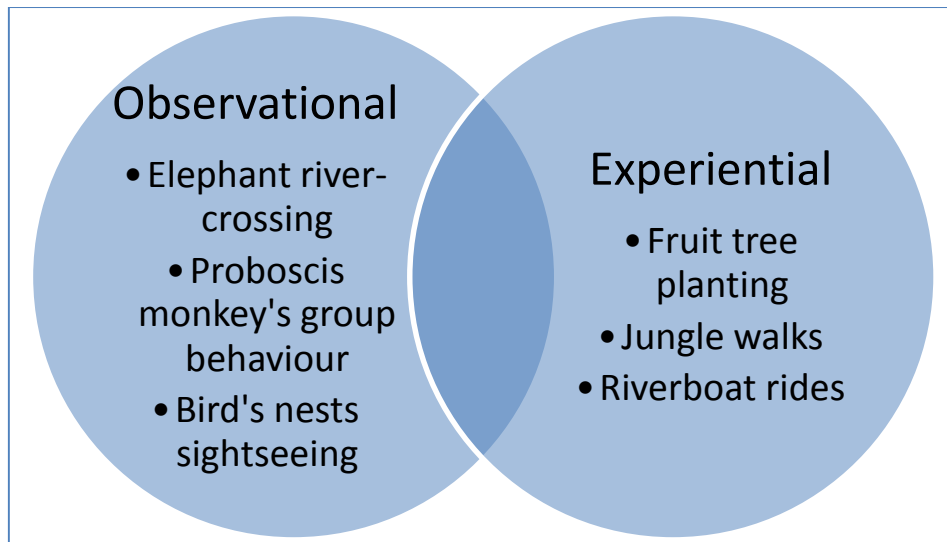 Observational
• Elephant river-
crossing
• Proboscis
monkey's group
behaviour
• Bird's nests
sightseeing
Experiential
• Fruit tree
planting
• Jungle walks
• Riverboat rides